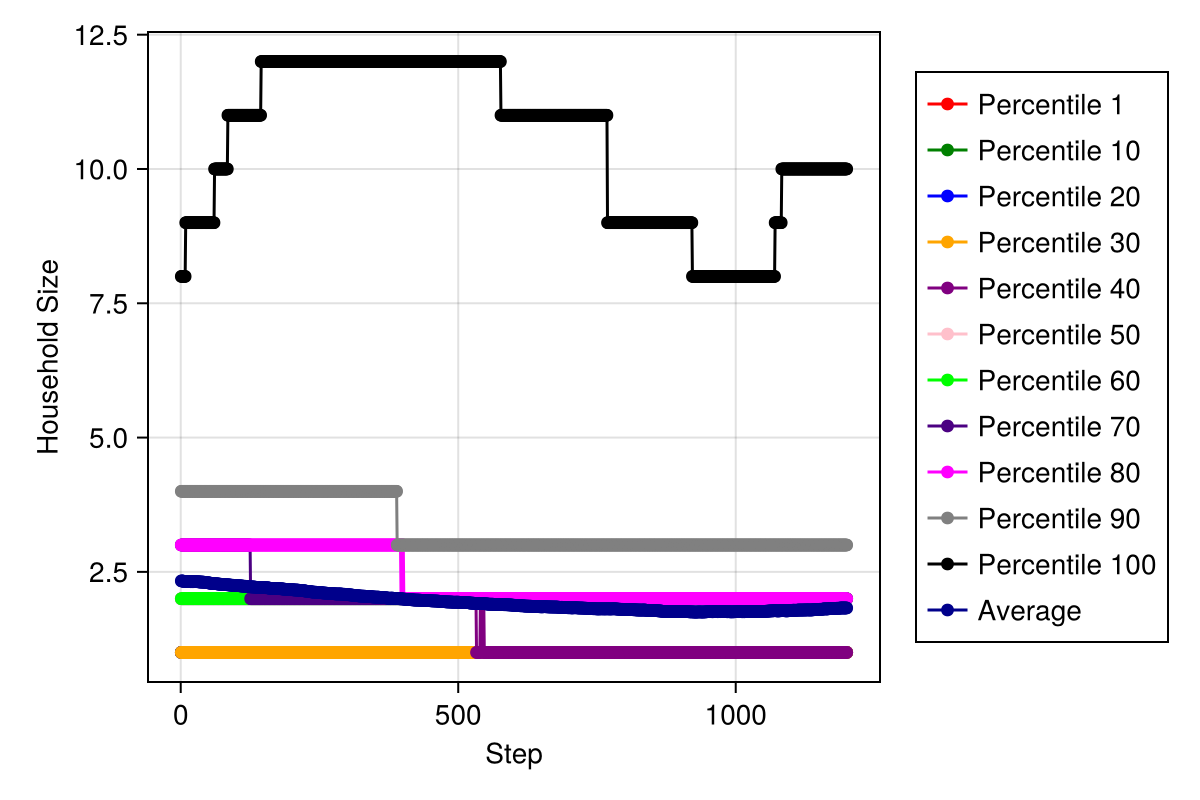 12.5
10.0
7.5
5.0
2.5
Household Size
0
500
1000
Step
Percentile 1
Percentile 10
Percentile 20
Percentile 30
Percentile 40
Percentile 50
Percentile 60
Percentile 70
Percentile 80
Percentile 90
Percentile 100
Average